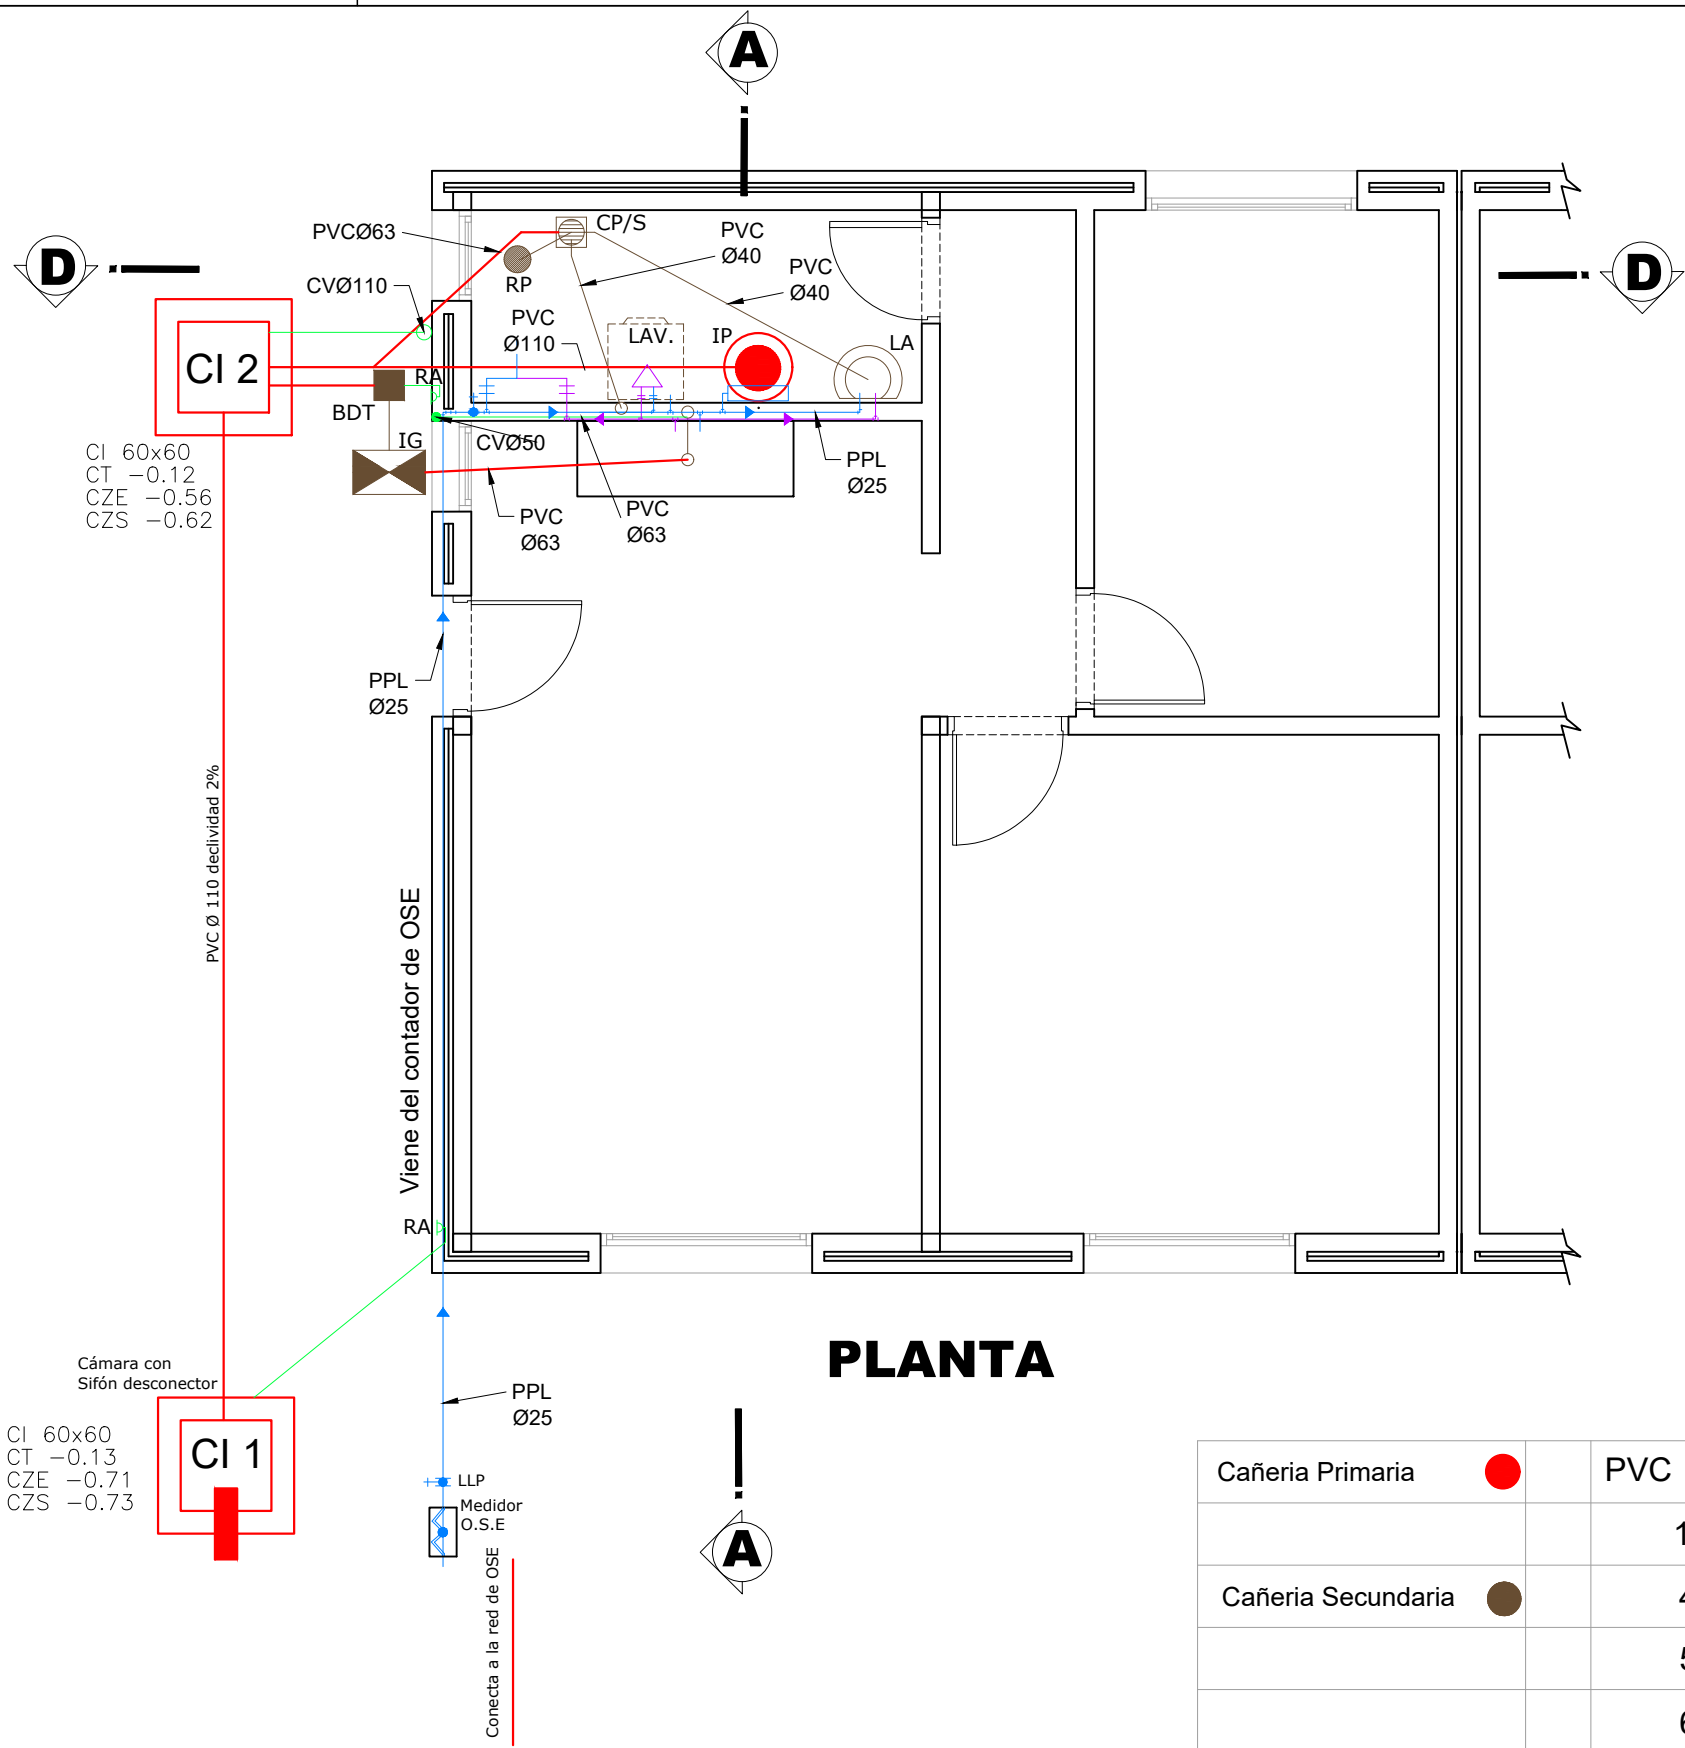 A
D
D
PVCØ63
CP/S
PVC
Ø40
PVC
Ø40
CVØ110
RP
PVC
Ø110
LAV.
IP
LA
CI 2
RA
BDT
IG
CVØ50
CI 60x60
CT -0.12
CZE -0.56
CZS -0.62
PPL
Ø25
PVC
Ø63
PVC
Ø63
PPL
Ø25
PVC Ø 110 declividad 2%
Viene del contador de OSE
RA
PLANTA
Cámara con
Sifón desconector
PPL
Ø25
CI 60x60
CT -0.13
CZE -0.71
CZS -0.73
CI 1
LLP
Medidor
O.S.E
Conecta a la red de OSE
A
Cañeria Primaria
PVC
Cañeria Secundaria